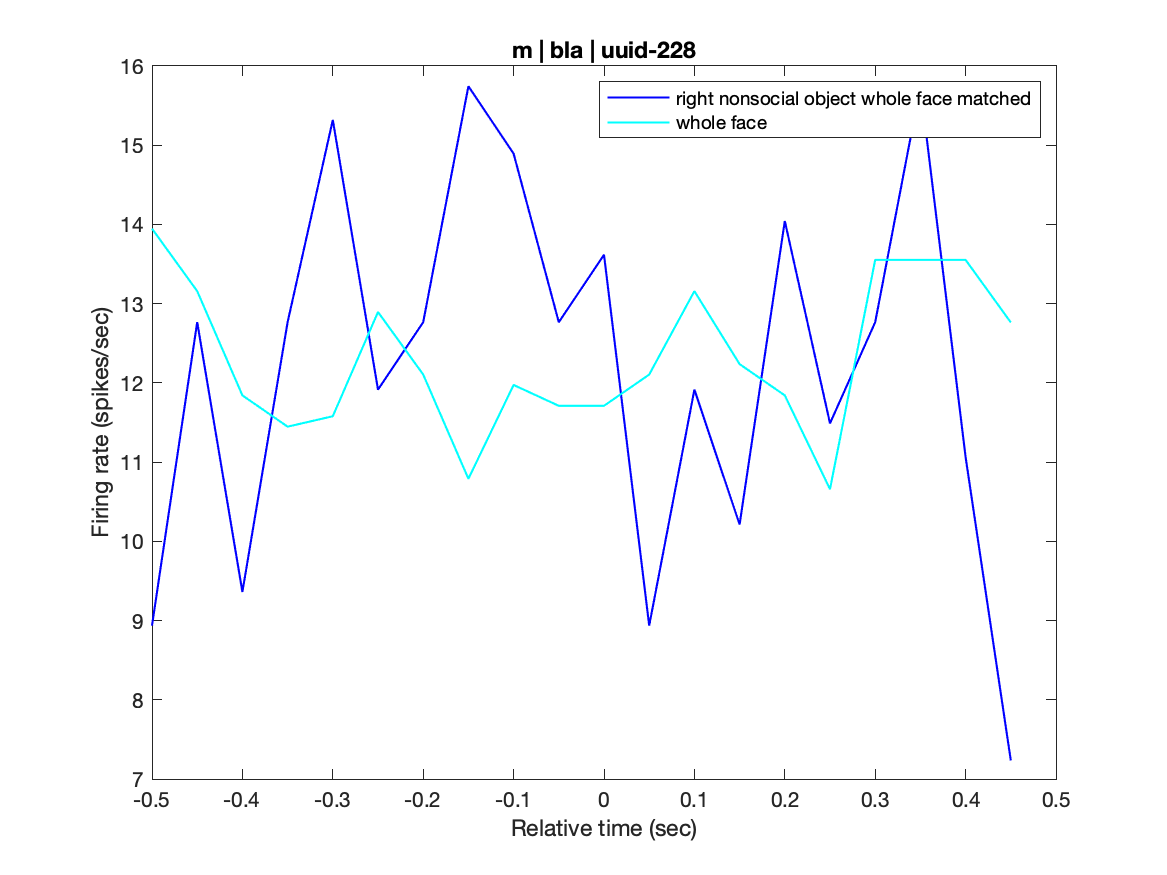 m | bla | uuid-228
16
15
14
13
12
11
10
9
8
7
Firing rate (spikes/sec)
right nonsocial object whole face matched
whole face
-0.5 -0.4 -0.3 -0.2 -0.1 0 0.1 0.2 0.3 0.4 0.5
Relative time (sec)